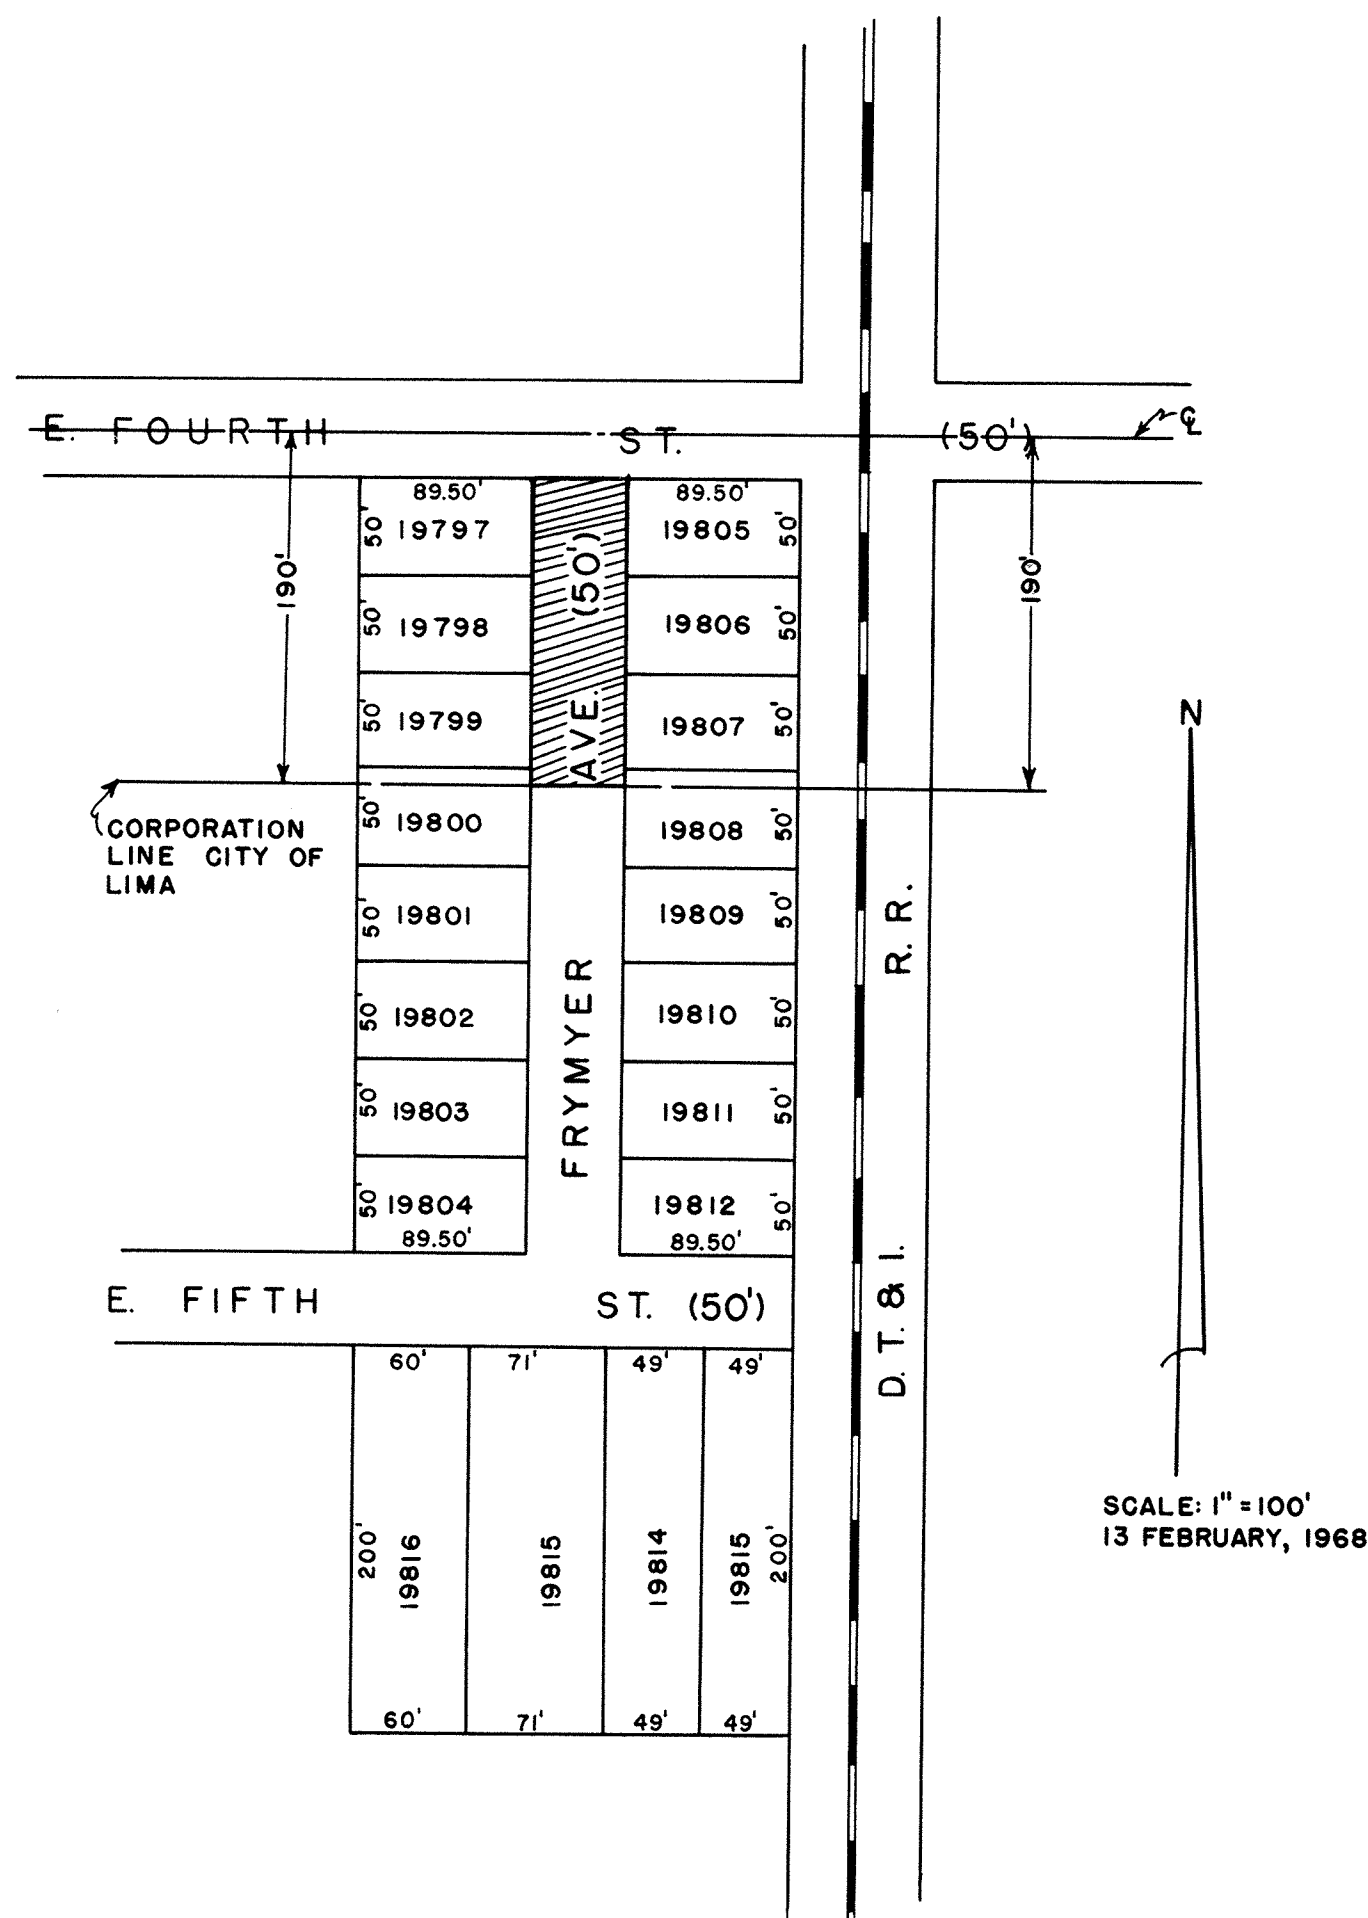 E. FOURTH ST. (50') ℄
89.50' 89.50'
50' 19797 19805 50'
190' 190'
50' 19798 19806 50'
50' 19799 19807 50'
FRYMYER AVE. (50')
N
CORPORATION
LINE CITY OF
LIMA
50' 19800 19808 50'
50' 19801 19809 50'
50' 19802 19810 50'
50' 19803 19811 50'
50' 19804 19812 50'
89.50' 89.50'
D. T. & I. R. R.
E. FIFTH ST. (50')
60' 71' 49' 49'
200' 19816 19815 19814 19815 200'
60' 71' 49' 49'
SCALE: 1" = 100'
13 FEBRUARY, 1968